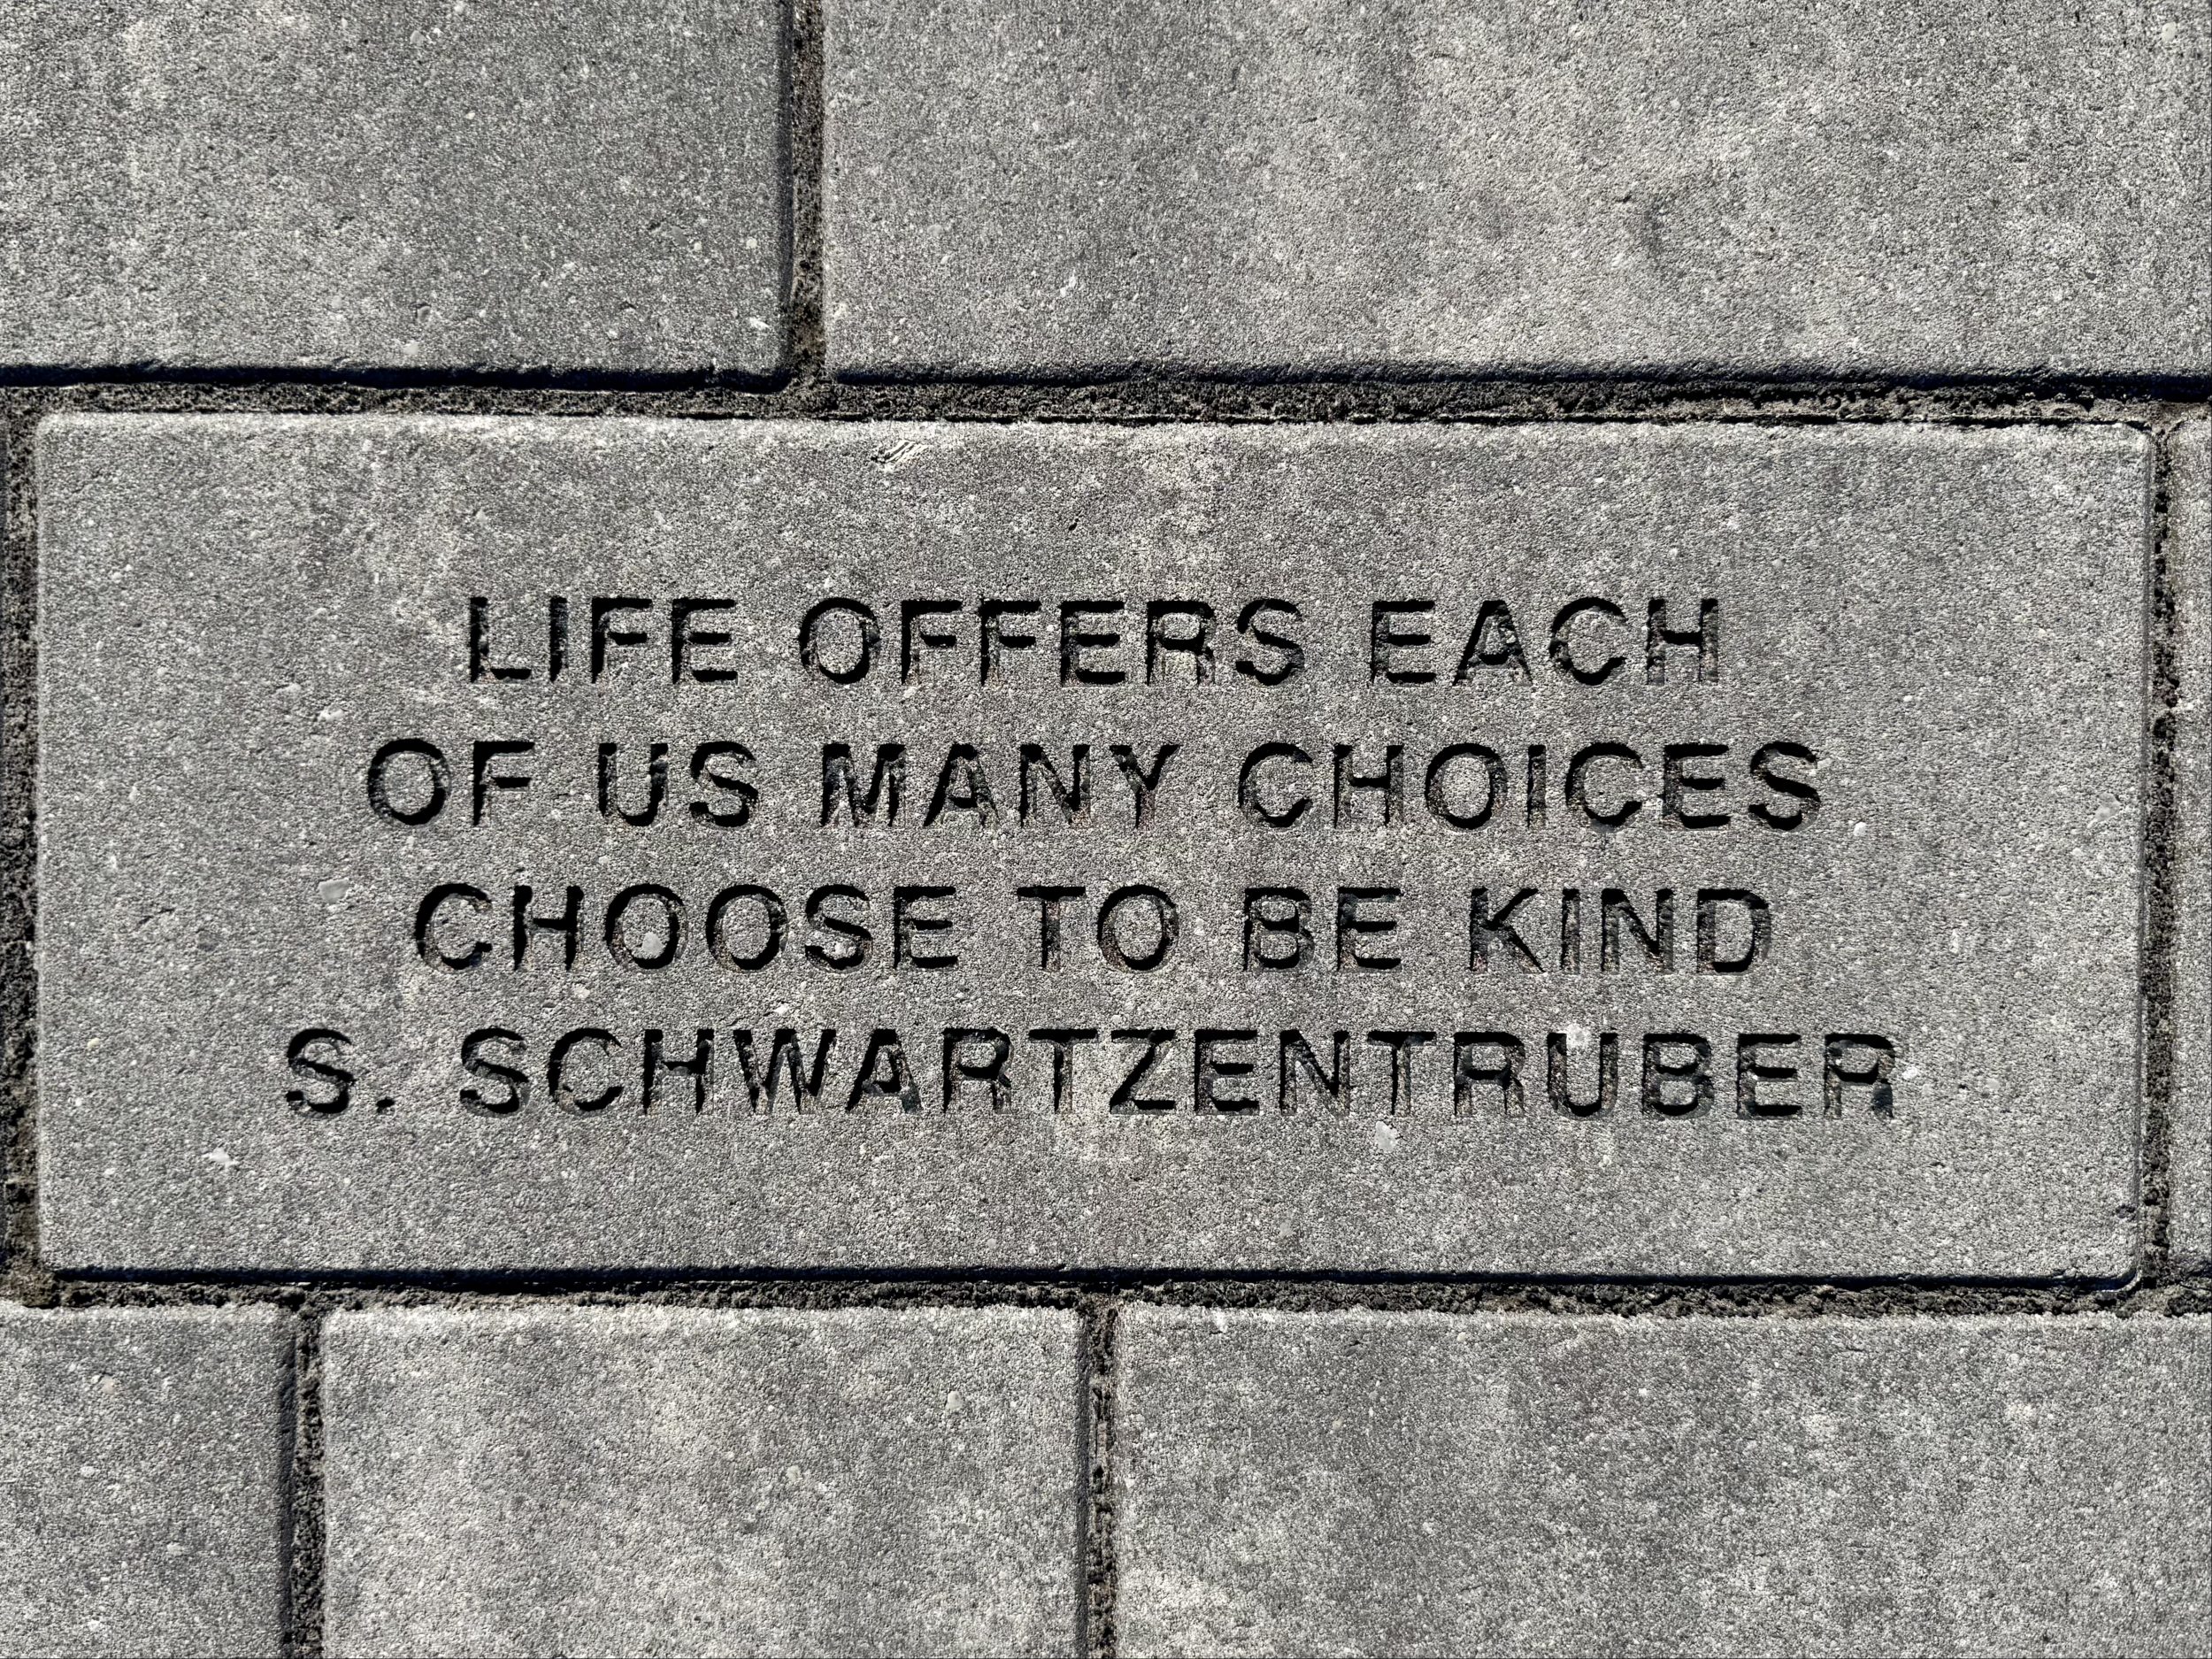 LIFE OFFERS EACH
OF US MANY CHOICES
CHOOSE TO BE KIND
S. SCHWARTZENTRUBER